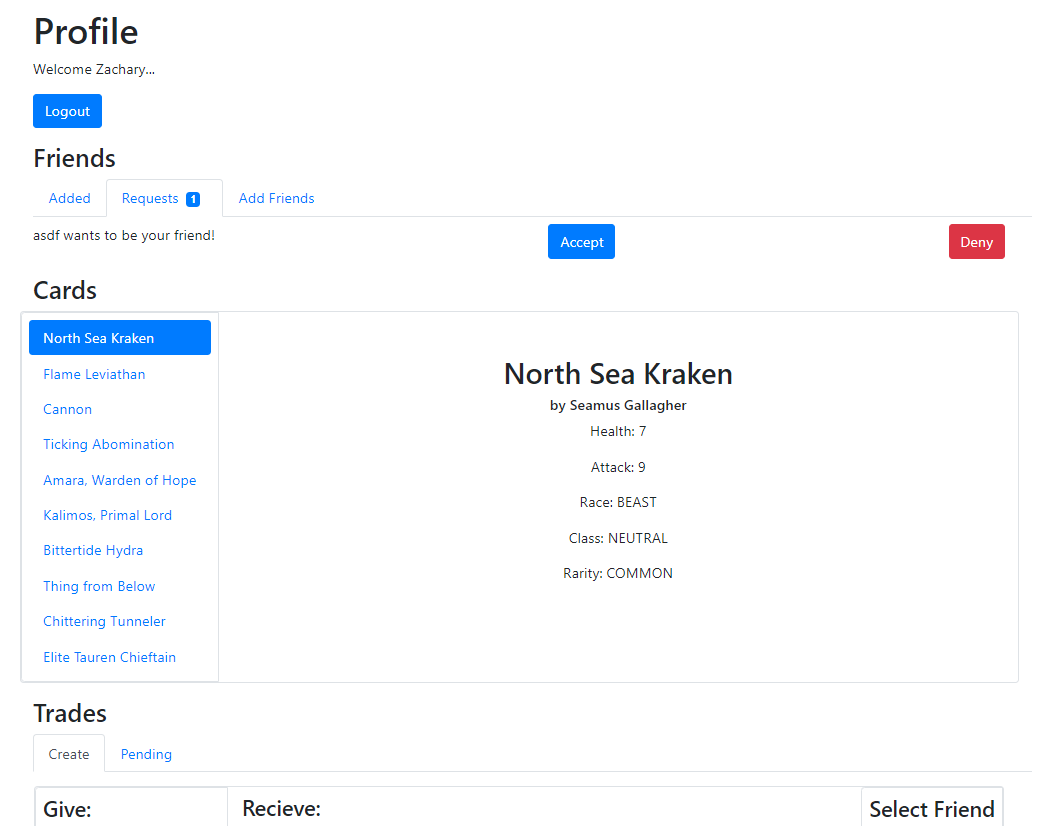 Profile
Welcome Zachary...
Logout
Friends
Added Requests 1 Add Friends
asdf wants to be your friend! Accept Deny
Cards
North Sea Kraken
Flame Leviathan
Cannon
Ticking Abomination
Amara, Warden of Hope
Kalimos, Primal Lord
Bittertide Hydra
Thing from Below
Chittering Tunneler
Elite Tauren Chieftain
North Sea Kraken
by Seamus Gallagher
Health: 7
Attack: 9
Race: BEAST
Class: NEUTRAL
Rarity: COMMON
Trades
Create Pending
Give: Recieve: Select Friend